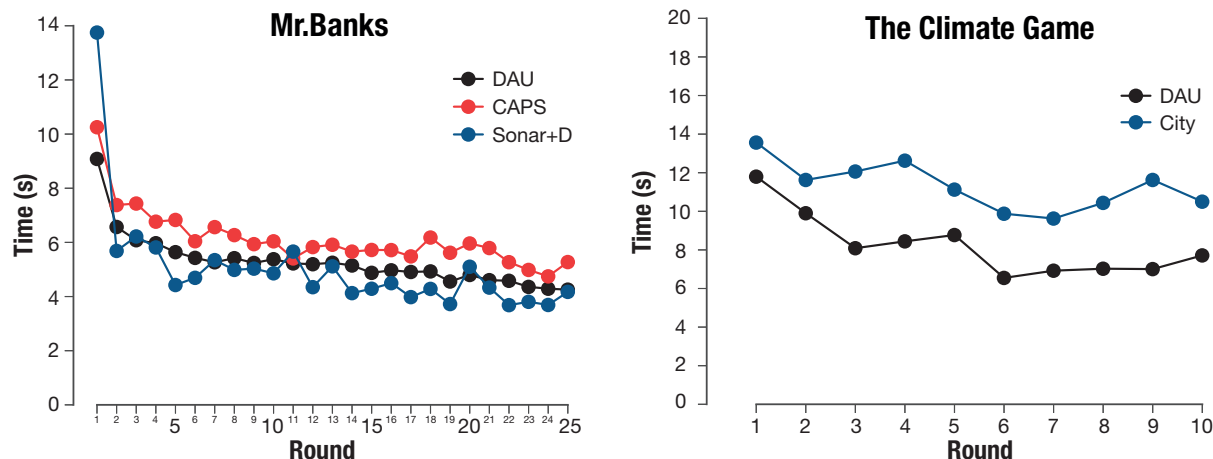 Mr.Banks
14
12
10
8
6
4
2
0
Time (s)
DAU
CAPS
Sonar+D
1 2 3 4 5 6 7 8 9 10 11 12 13 14 15 16 17 18 19 20 21 22 23 24 25
Round
The Climate Game
20
18
16
14
12
10
8
6
4
2
0
Time (s)
DAU
City
1 2 3 4 5 6 7 8 9 10
Round